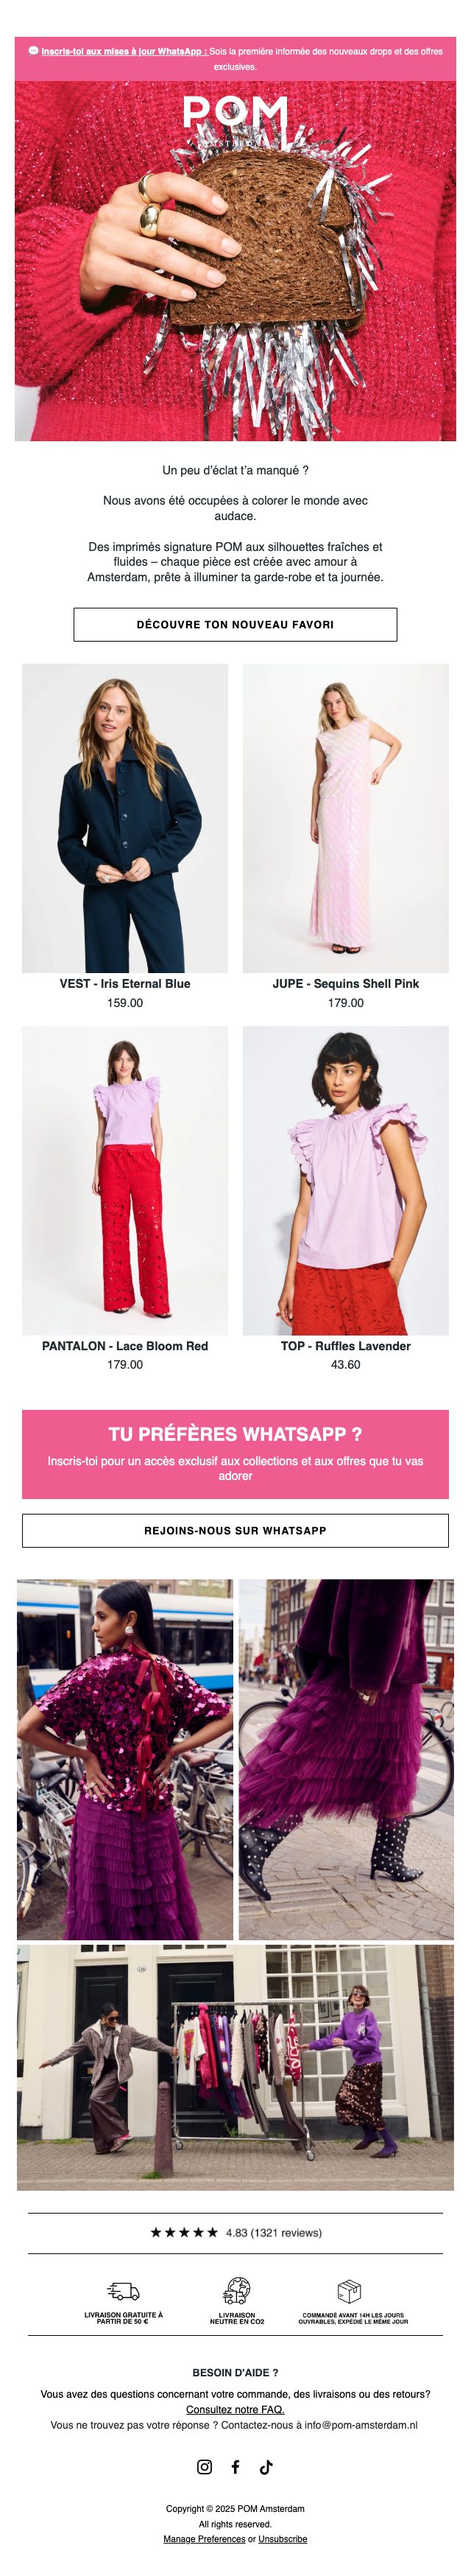 Inscris-toi aux mises à jour WhatsApp : Sois la première informée des nouveaux drops et des offres
exclusives.
POM
AMSTERDAM
Un peu d’éclat t’a manqué ?
Nous avons été occupées à colorer le monde avec
audace.
Des imprimés signature POM aux silhouettes fraîches et
fluides – chaque pièce est créée avec amour à
Amsterdam, prête à illuminer ta garde-robe et ta journée.
DÉCOUVRE TON NOUVEAU FAVORI
VEST - Iris Eternal Blue
159.00
JUPE - Sequins Shell Pink
179.00
PANTALON - Lace Bloom Red
179.00
TOP - Ruffles Lavender
43.60
TU PRÉFÈRES WHATSAPP ?
Inscris-toi pour un accès exclusif aux collections et aux offres que tu vas
adorer
REJOINS-NOUS SUR WHATSAPP
4.83 (1321 reviews)
LIVRAISON GRATUITE À
PARTIR DE 50 €
LIVRAISON
NEUTRE EN CO2
COMMANDÉ AVANT 14H LES JOURS
OUVRABLES, EXPÉDIÉ LE MÊME JOUR
BESOIN D'AIDE ?
Vous avez des questions concernant votre commande, des livraisons ou des retours?
Consultez notre FAQ.
Vous ne trouvez pas votre réponse ? Contactez-nous à info@pom-amsterdam.nl
Copyright © 2025 POM Amsterdam
All rights reserved.
Manage Preferences or Unsubscribe